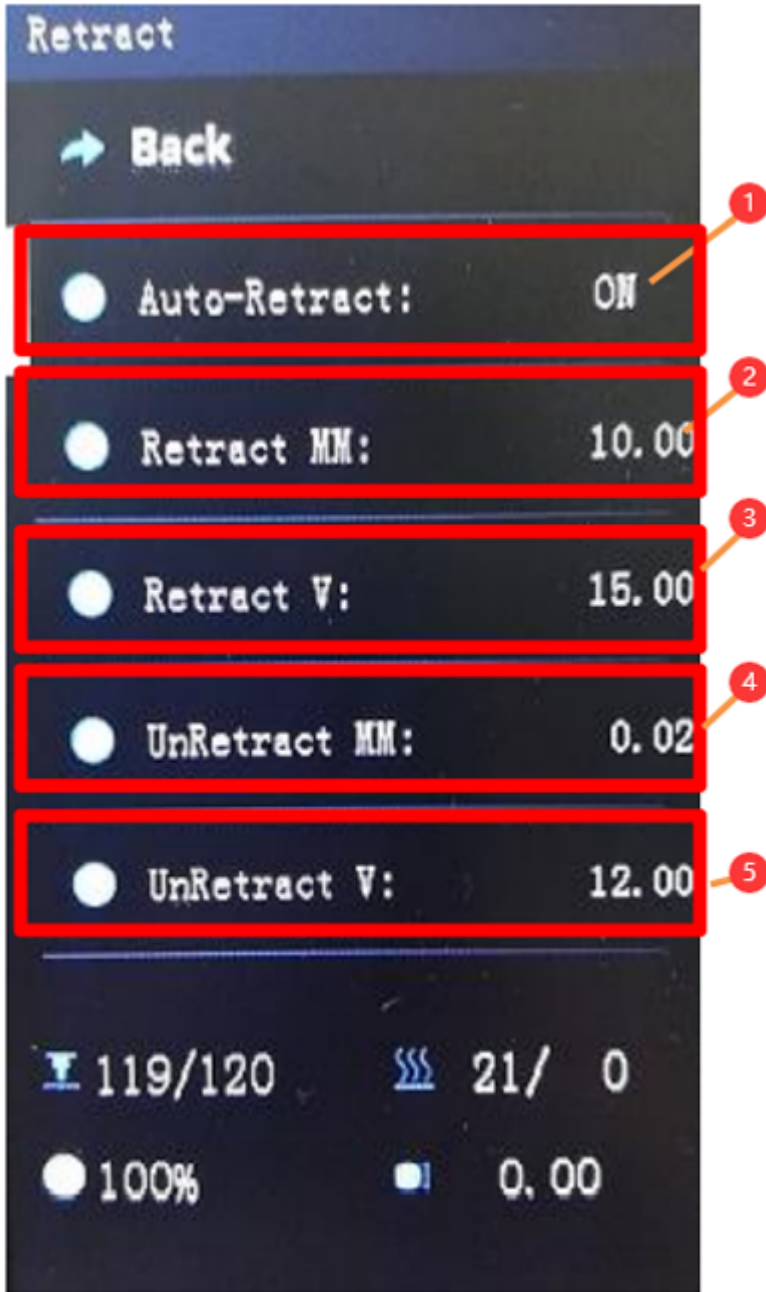 Retract
Back
1
Auto-Retract: ON
2
Retract MM: 10.00
3
Retract V: 15.00
4
UnRetract MM: 0.02
5
UnRetract V: 12.00
119/120 21/ 0
100% 0.00